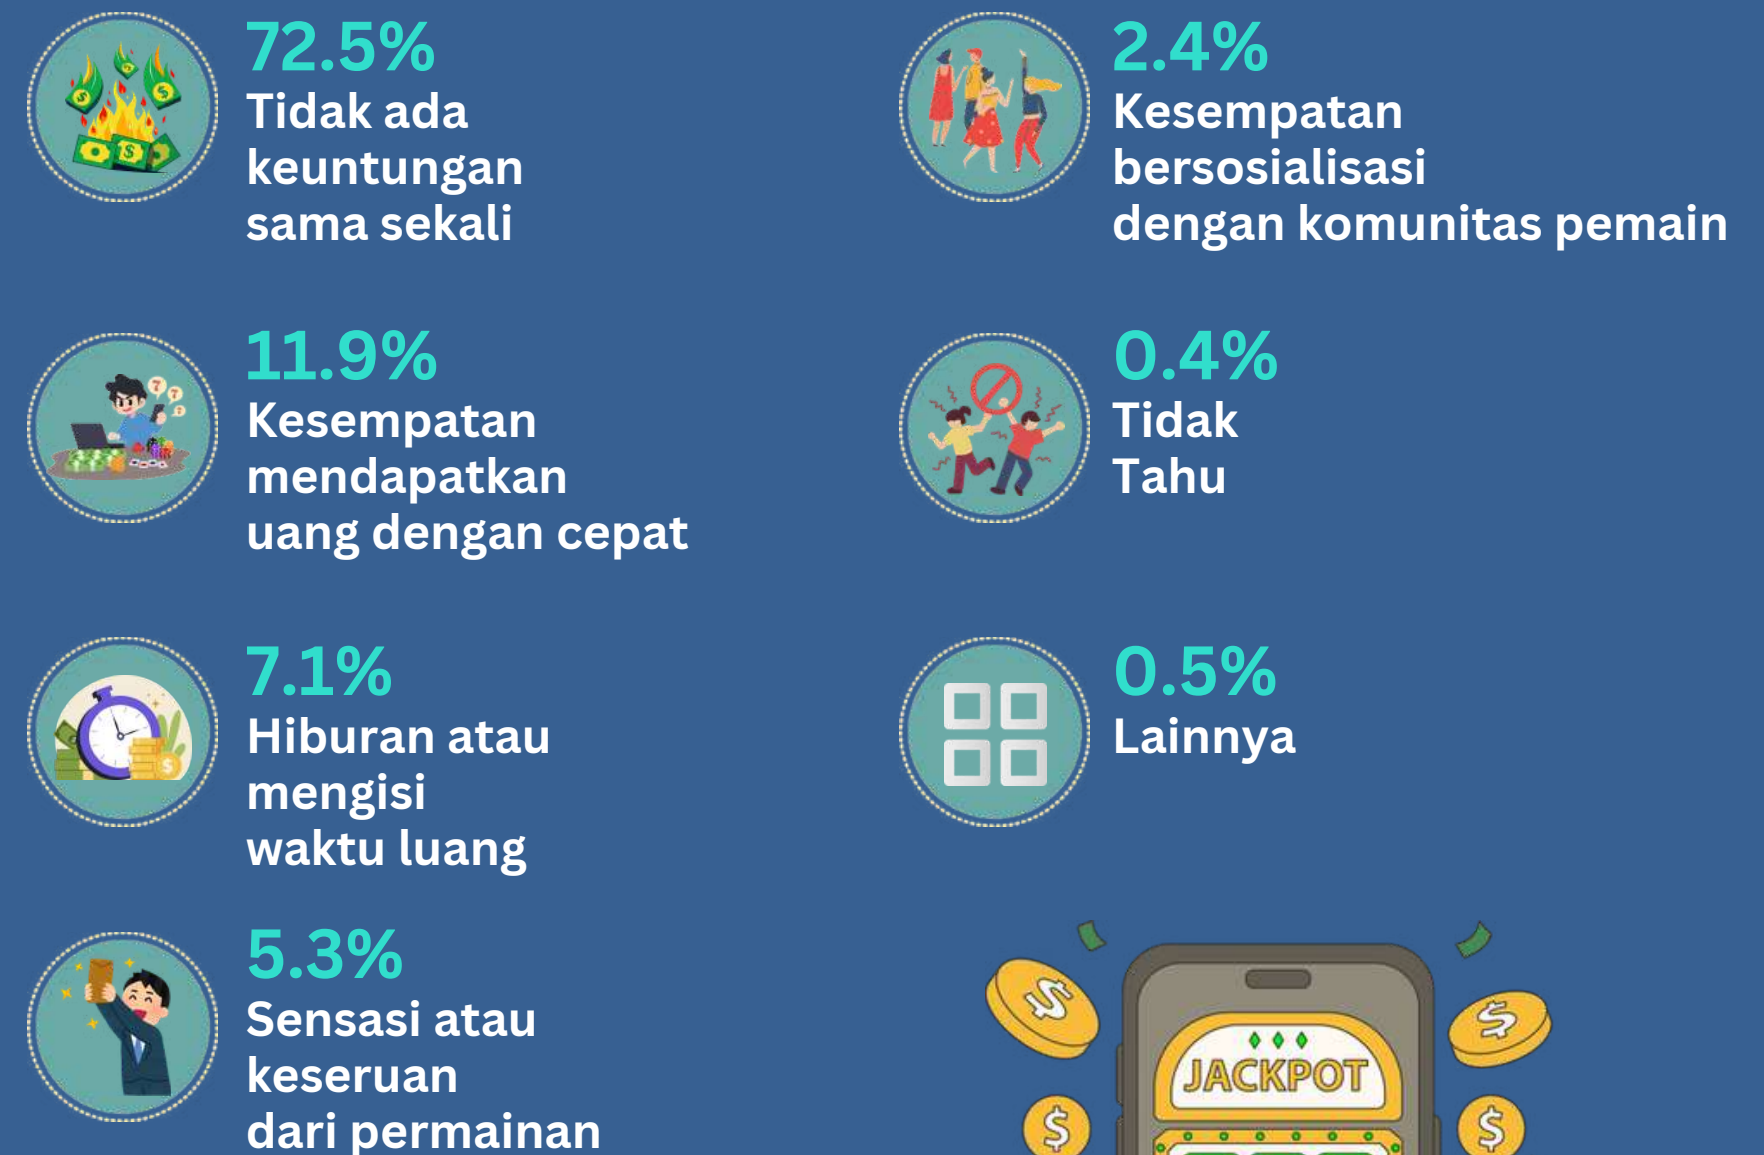 72.5%
Tidak ada
keuntungan
sama sekali
11.9%
Kesempatan
mendapatkan
uang dengan cepat
7.1%
Hiburan atau
mengisi
waktu luang
5.3%
Sensasi atau
keseruan
dari permainan
2.4%
Kesempatan
bersosialisasi
dengan komunitas pemain
0.4%
Tidak
Tahu
0.5%
Lainnya
JACKPOT